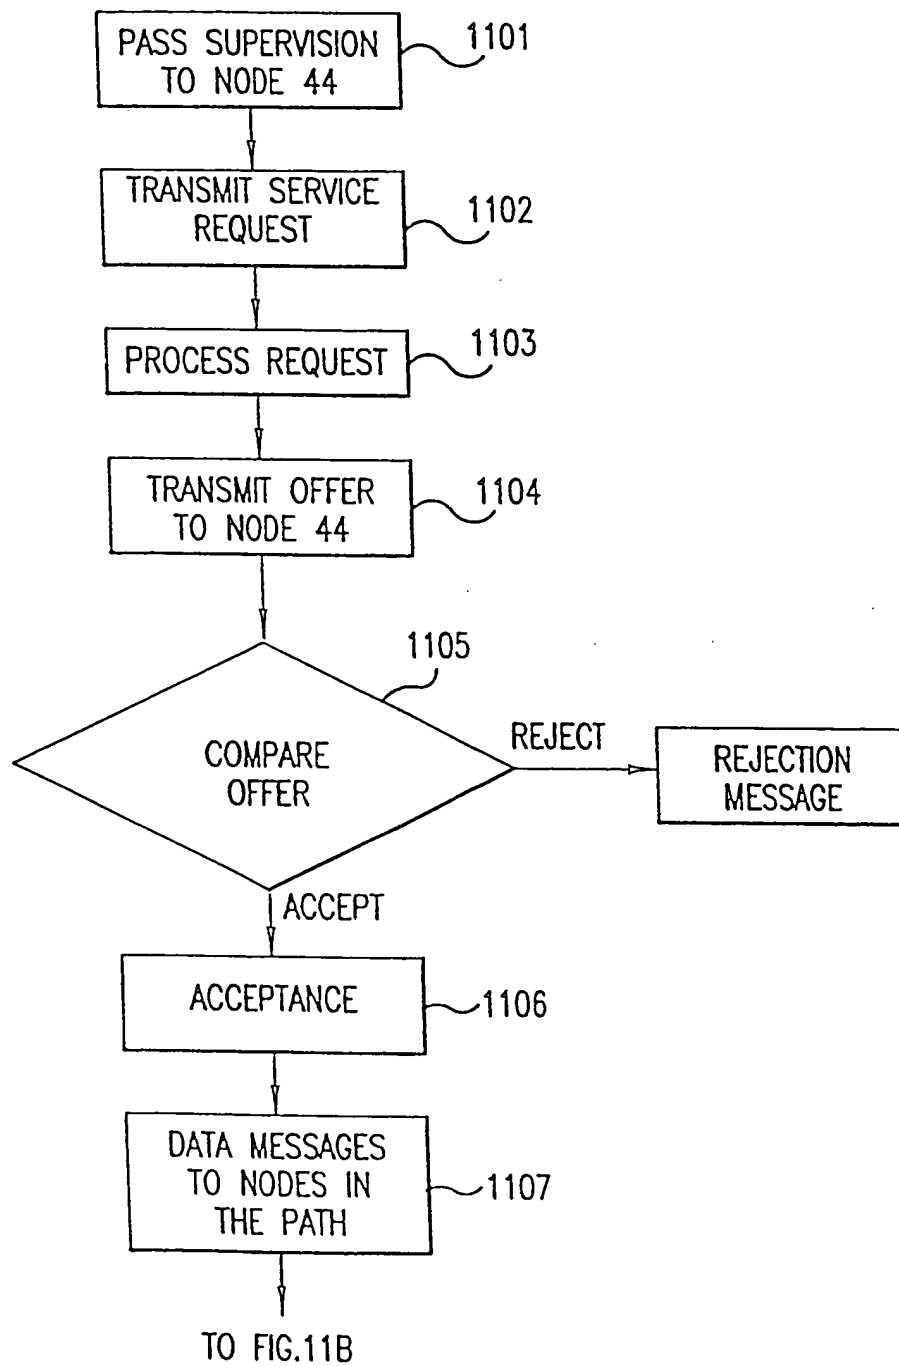 PASS SUPERVISION
TO NODE 44
1101
TRANSMIT SERVICE
REQUEST
1102
PROCESS REQUEST
1103
TRANSMIT OFFER
TO NODE 44
1104
1105
COMPARE
OFFER
REJECT
REJECTION
MESSAGE
ACCEPT
ACCEPTANCE
1106
DATA MESSAGES
TO NODES IN
THE PATH
1107
TO FIG.11B